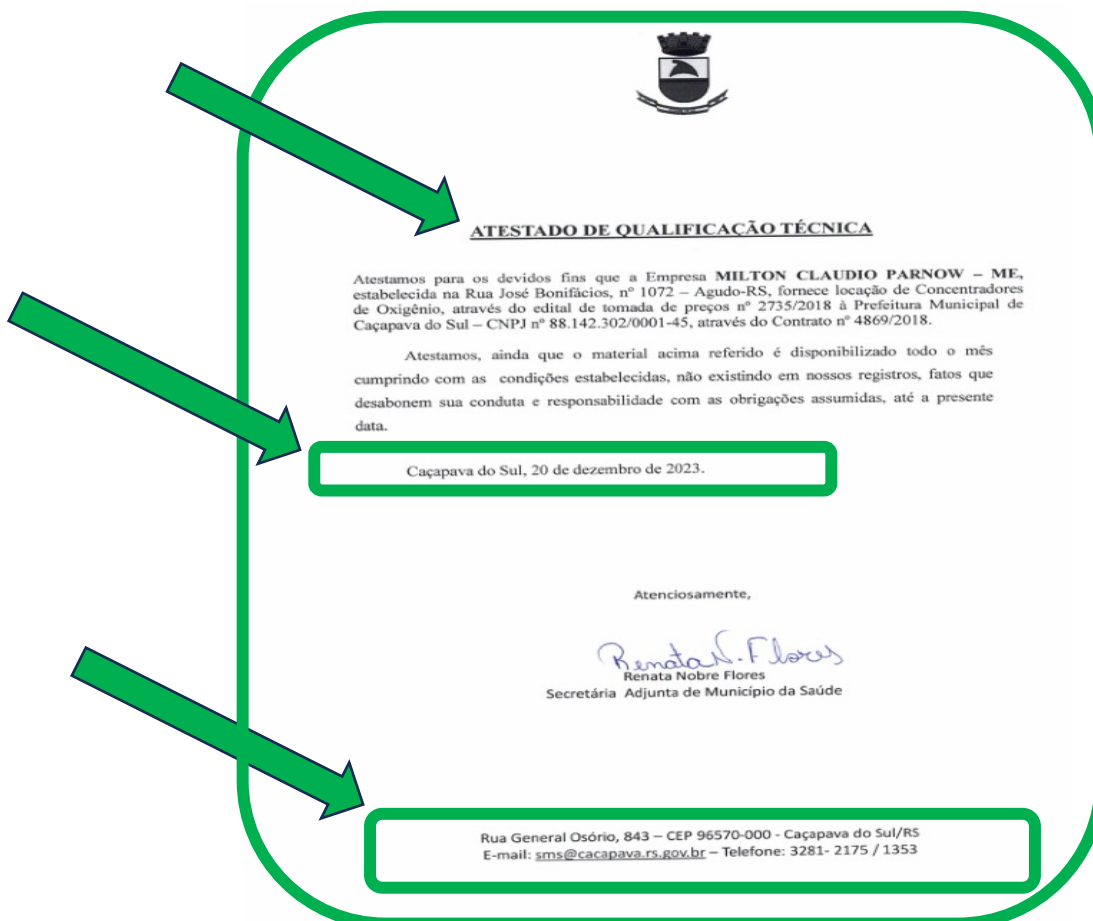 ATESTADO DE QUALIFICAÇÃO TÉCNICA
Atestamos para os devidos fins que a Empresa MILTON CLAUDIO PARNOW – ME,
estabelecida na Rua José Bonifácios, nº 1072 – Agudo-RS, fornece locação de Concentradores
de Oxigênio, através do edital de tomada de preços nº 2735/2018 à Prefeitura Municipal de
Caçapava do Sul – CNPJ nº 88.142.302/0001-45, através do Contrato nº 4869/2018.
Atestamos, ainda que o material acima referido é disponibilizado todo o mês
cumprindo com as condições estabelecidas, não existindo em nossos registros, fatos que
desabonem sua conduta e responsabilidade com as obrigações assumidas, até a presente
data.
Caçapava do Sul, 20 de dezembro de 2023.
Atenciosamente,
Renata N. Flores
Renata Nobre Flores
Secretária Adjunta de Município da Saúde
Rua General Osório, 843 – CEP 96570-000 - Caçapava do Sul/RS
E-mail: sms@cacapava.rs.gov.br – Telefone: 3281- 2175 / 1353